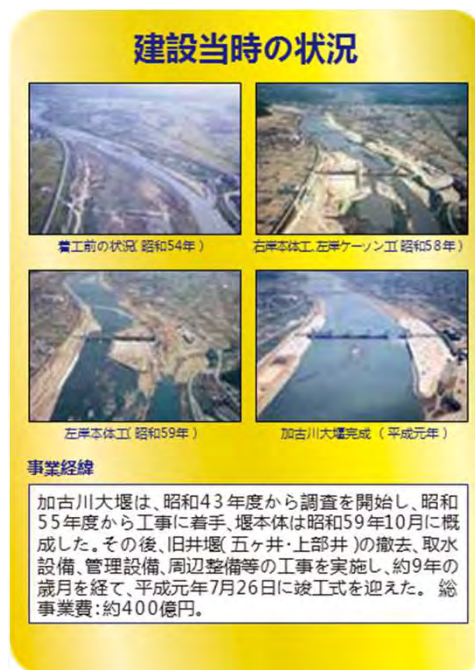 建設当時の状況
着工前の状況(昭和54年)
右岸本体工,左岸ケーソン工(昭和58年)
左岸本体工(昭和59年)
加古川大堰完成 (平成元年)
事業経緯
加古川大堰は、昭和43年度から調査を開始し、昭和
55年度から工事に着手、堰本体は昭和59年10月に概
成した。その後、旧井堰(五ヶ井・上部井)の撤去、取水
設備、管理設備、周辺整備等の工事を実施し、約9年の
歳月を経て、平成元年7月26日に竣工式を迎えた。 総
事業費:約400億円。